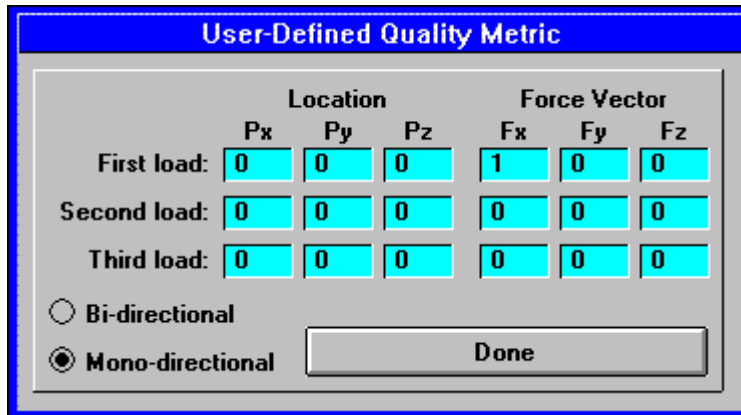 User-Defined Quality Metric
Location Force Vector
Px Py Pz Fx Fy Fz
First load: 0 0 0 1 0 0
Second load: 0 0 0 0 0 0
Third load: 0 0 0 0 0 0
Bi-directional
Mono-directional Done